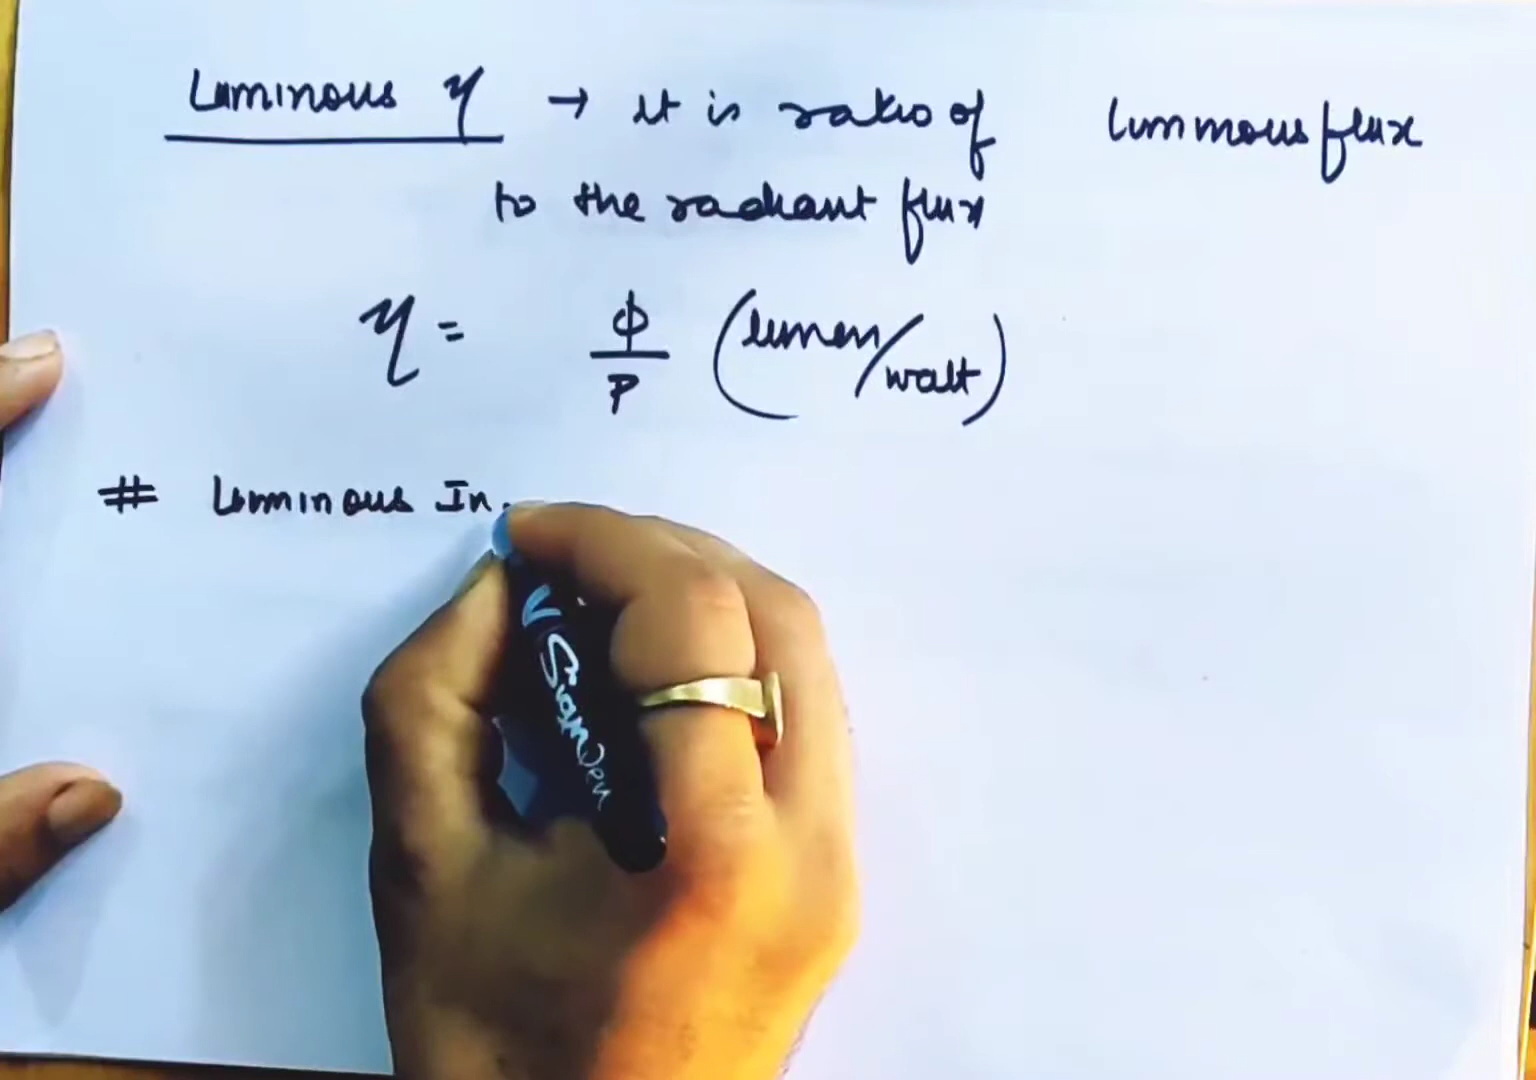 Luminous η → it is ratio of luminous flux
to the radiant flux
η = ϕ/P (lumen/watt)
# Luminous In